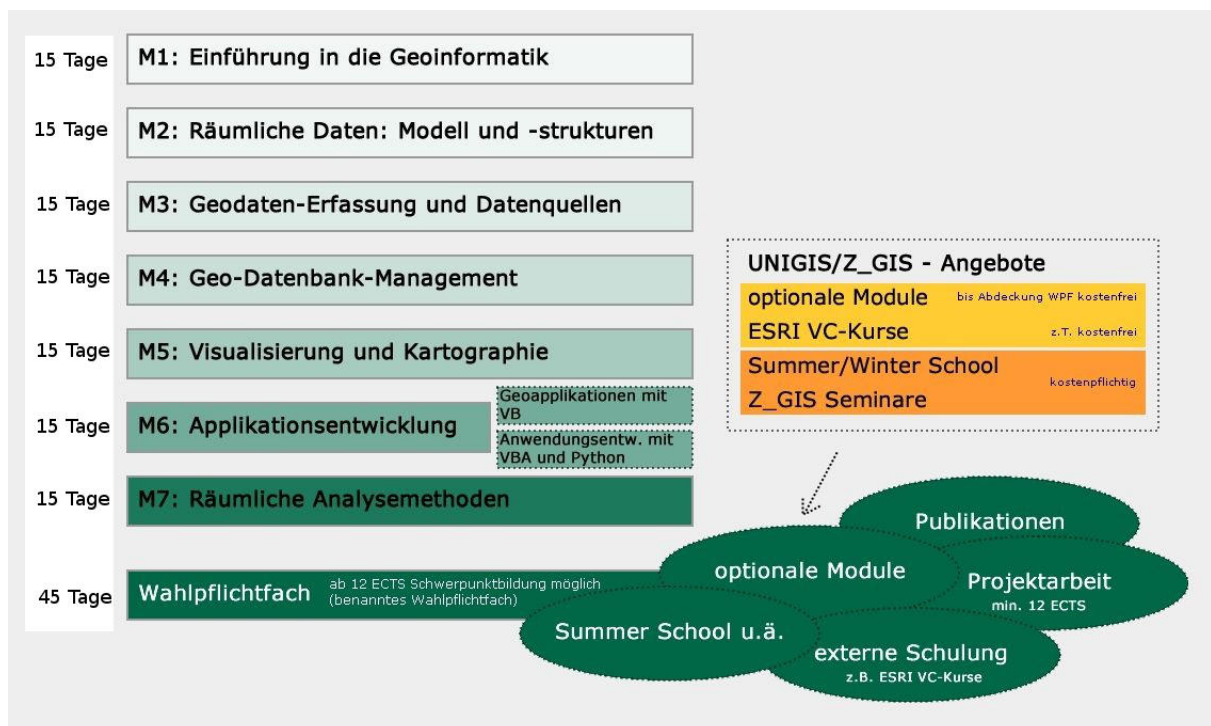 15 Tage
M1: Einführung in die Geoinformatik
15 Tage
M2: Räumliche Daten: Modell und -strukturen
15 Tage
M3: Geodaten-Erfassung und Datenquellen
15 Tage
M4: Geo-Datenbank-Management
15 Tage
M5: Visualisierung und Kartographie
15 Tage
M6: Applikationsentwicklung
Geoapplikationen mit
VB
Anwendungsentw. mit
VBA und Python
15 Tage
M7: Räumliche Analysemethoden
45 Tage
Wahlpflichtfach
ab 12 ECTS Schwerpunktbildung möglich
(benanntes Wahlpflichtfach)
UNIGIS/Z_GIS - Angebote
optionale Module
bis Abdeckung WPF kostenfrei
ESRI VC-Kurse
z.T. kostenfrei
Summer/Winter School
kostenpflichtig
Z_GIS Seminare
Publikationen
optionale Module
Projektarbeit
min. 12 ECTS
Summer School u.ä.
externe Schulung
z.B. ESRI VC-Kurse